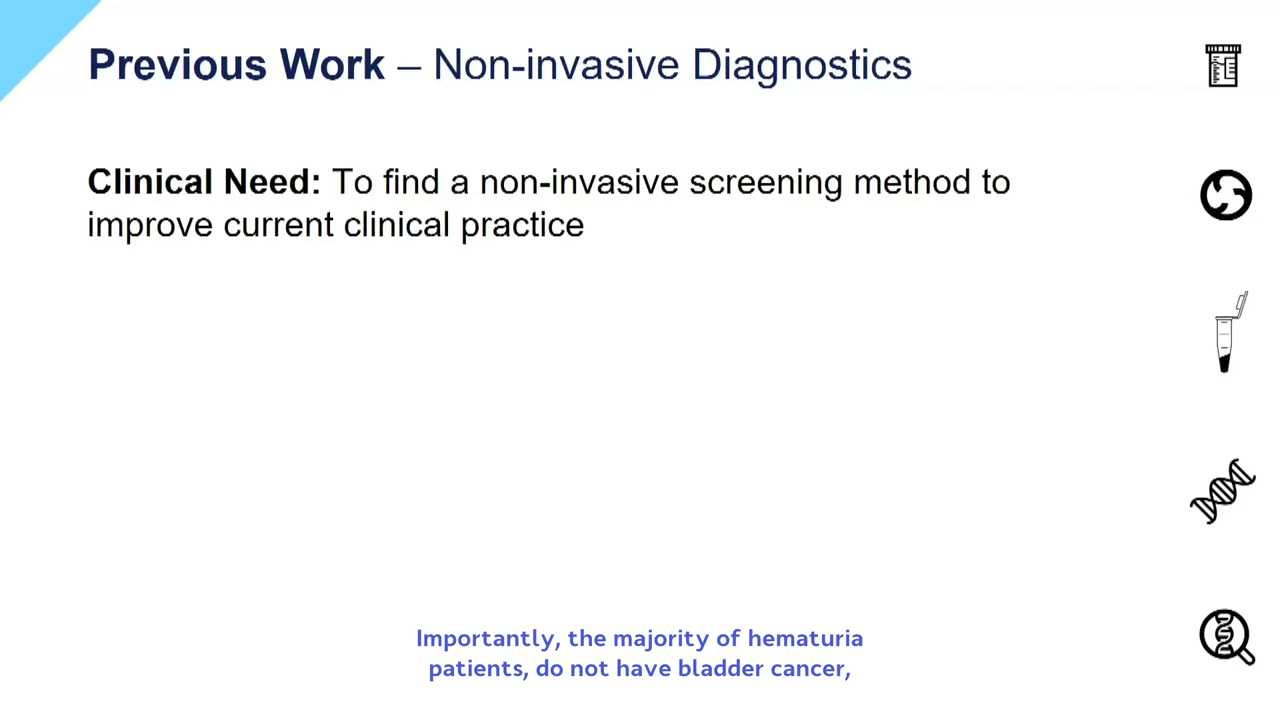 Previous Work – Non-invasive Diagnostics
Clinical Need: To find a non-invasive screening method to
improve current clinical practice
Importantly, the majority of hematuria
patients, do not have bladder cancer,